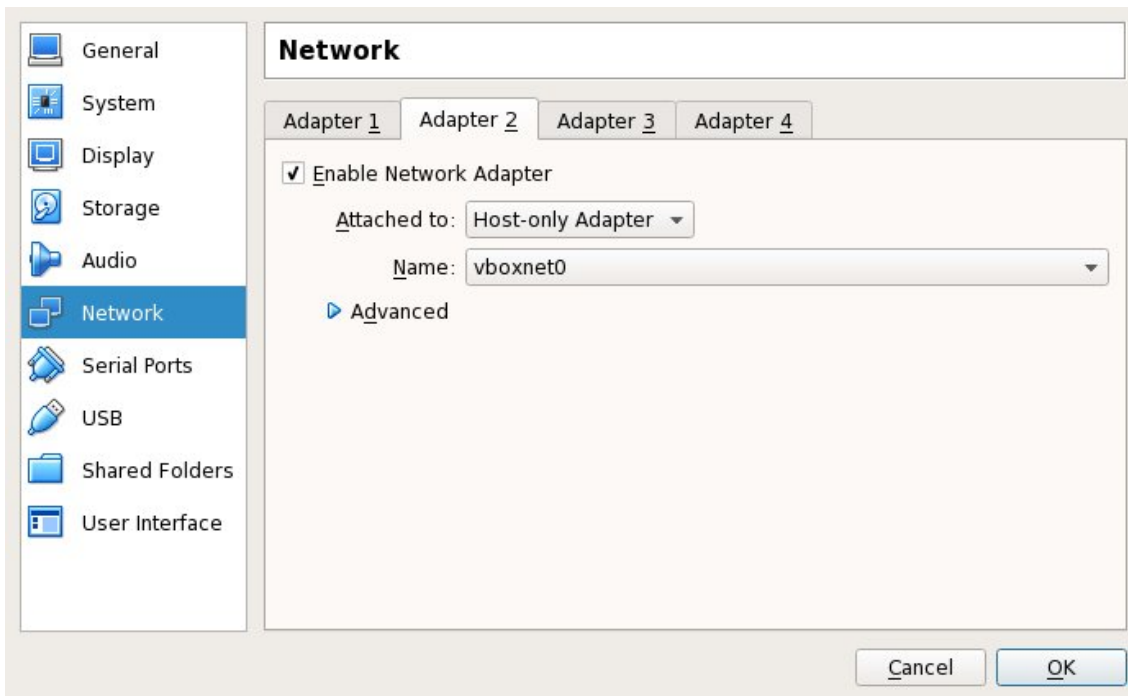 General
System
Display
Storage
Audio
Network
Serial Ports
USB
Shared Folders
User Interface
Network
Adapter 1
Adapter 2
Adapter 3
Adapter 4
Enable Network Adapter
Attached to: Host-only Adapter
Name: vboxnet0
Advanced
Cancel
OK